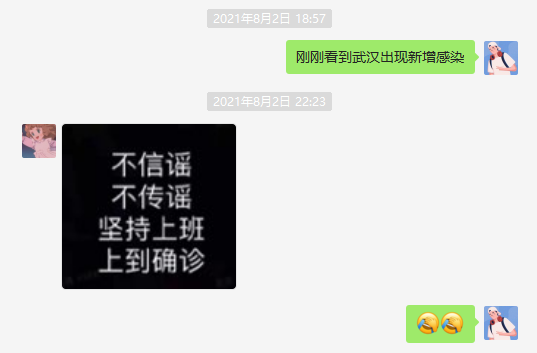 2021年8月2日 18:57
刚刚看到武汉出现新增感染
2021年8月2日 22:23
不信谣
不传谣
坚持上班
上到确诊